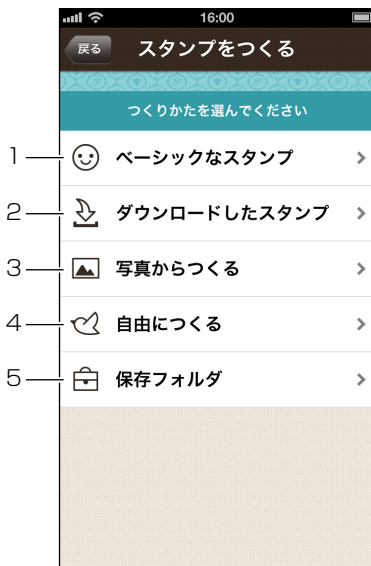 16:00
戻る スタンプをつくる
つくりかたを選んでください
1 ベーシックなスタンプ
2 ダウンロードしたスタンプ
3 写真からつくる
4 自由につくる
5 保存フォルダ